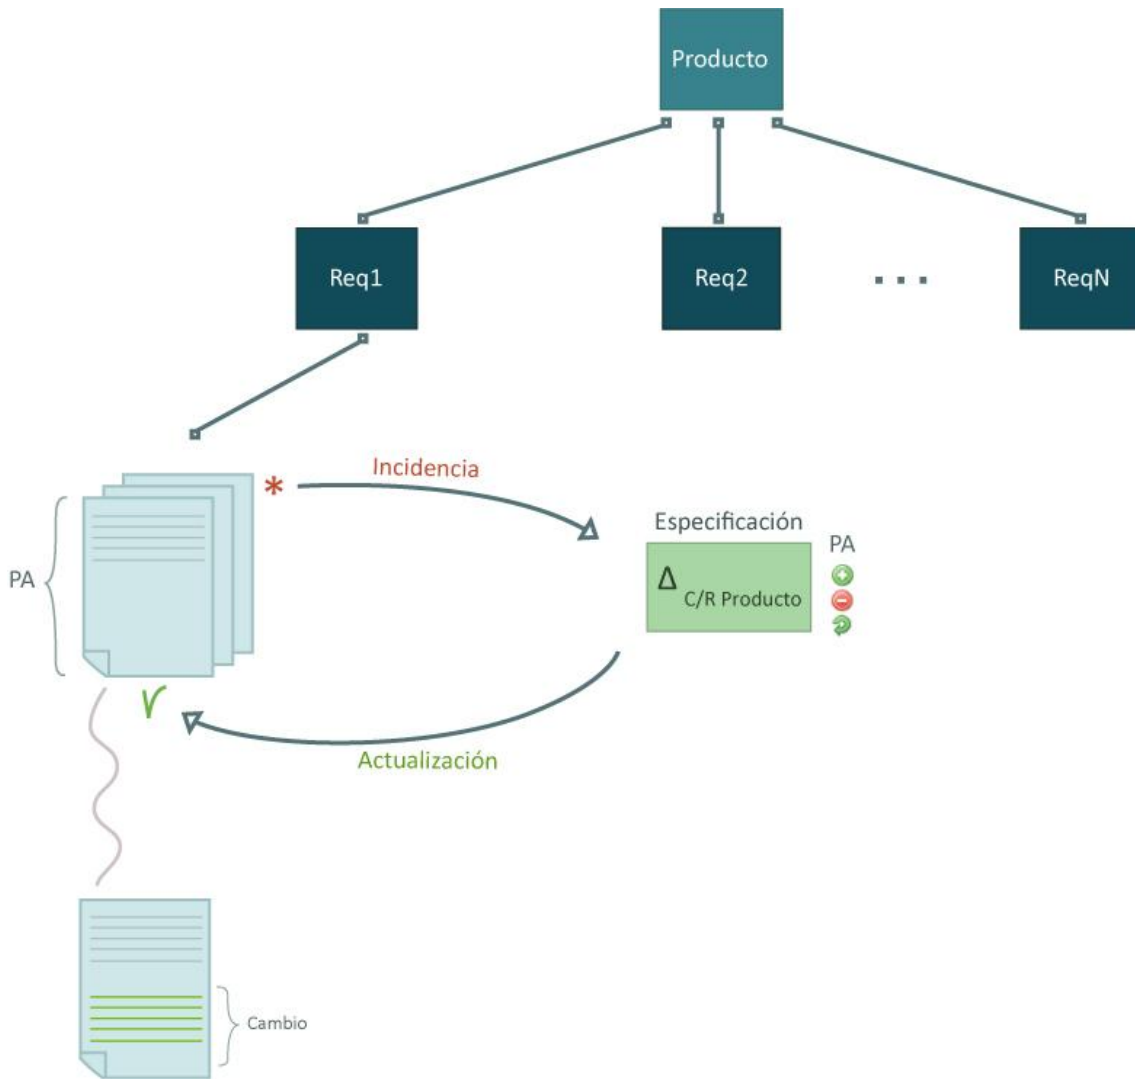 Producto
Req1
Req2
. . .
ReqN
Incidencia
*
Especificación
PA
Δ
C/R Producto
PA
Actualización
Cambio